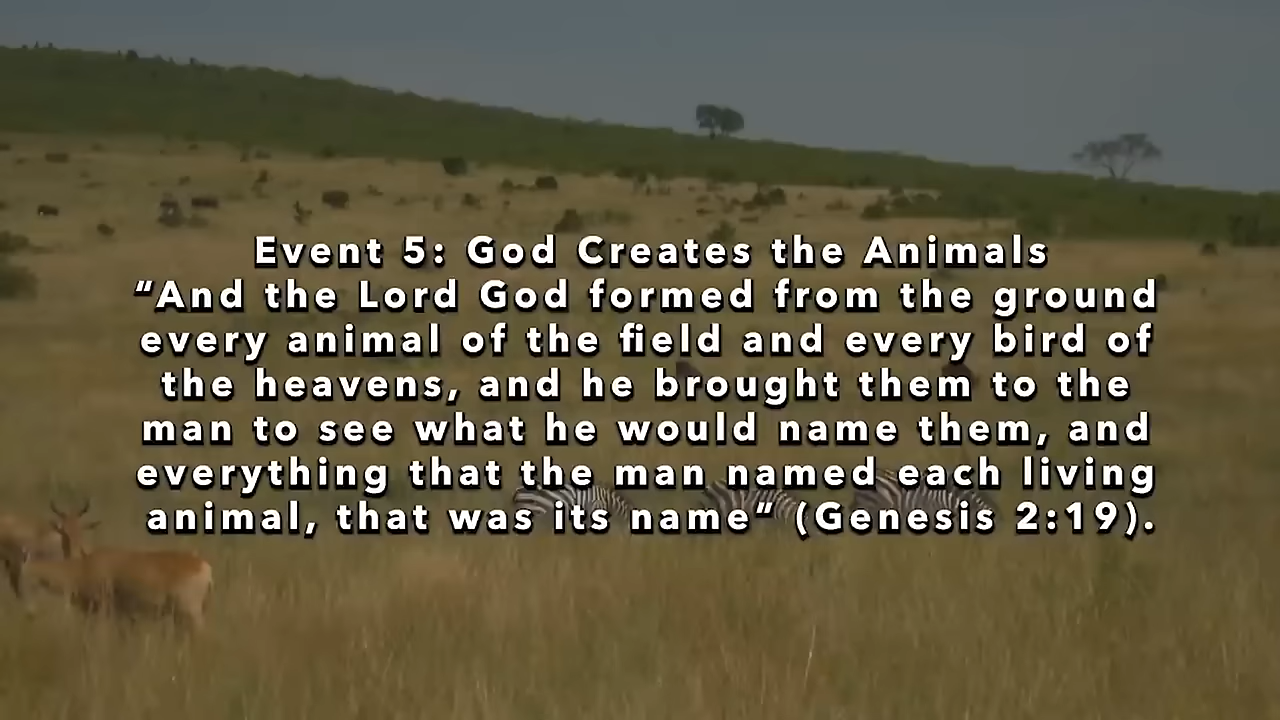 Event 5: God Creates the Animals
“And the Lord God formed from the ground
every animal of the field and every bird of
the heavens, and he brought them to the
man to see what he would name them, and
everything that the man named each living
animal, that was its name” (Genesis 2:19).